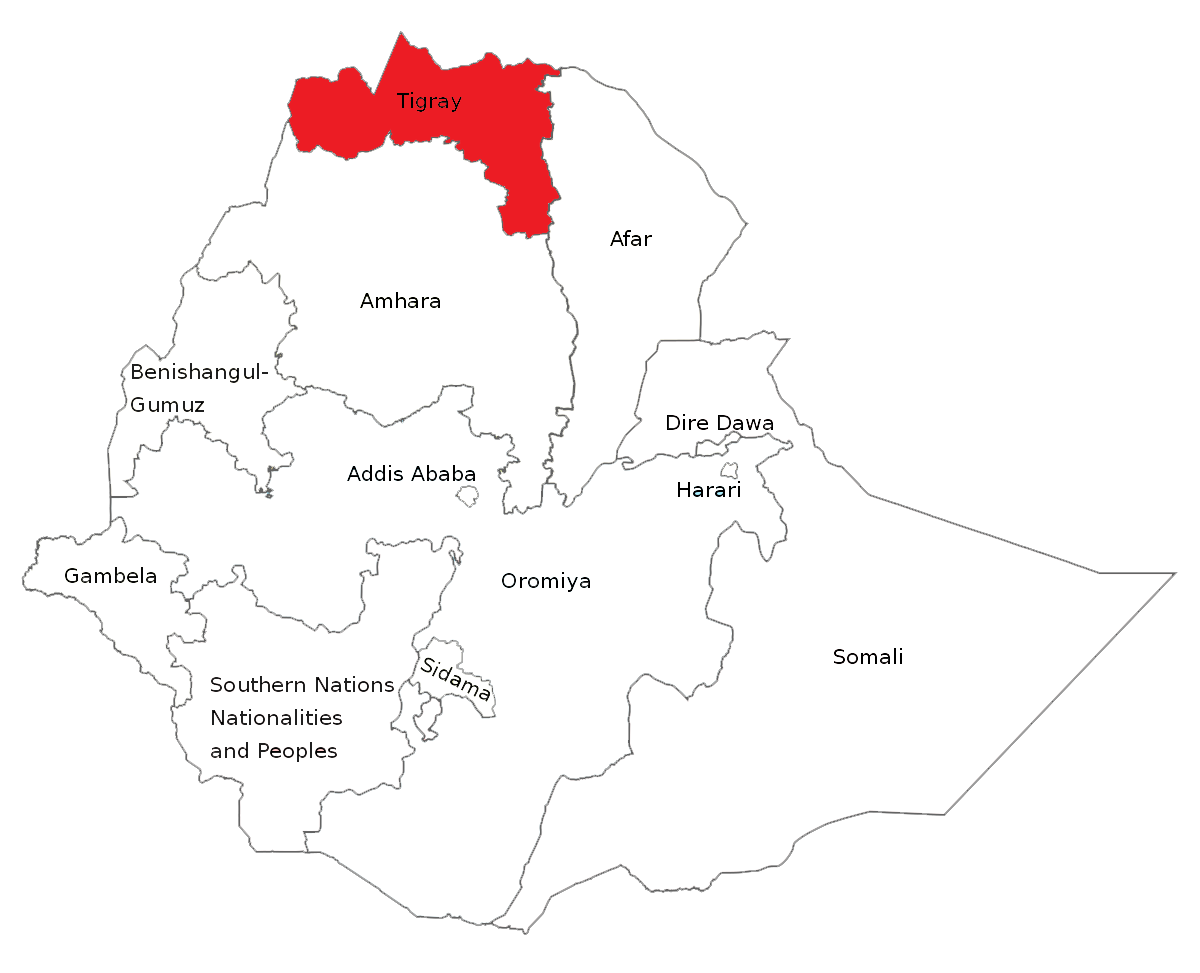 Tigray
Afar
Amhara
Benishangul-
Gumuz
Dire Dawa
Addis Ababa
Harari
Gambela
Oromiya
Somali
Sidama
Southern Nations
Nationalities
and Peoples